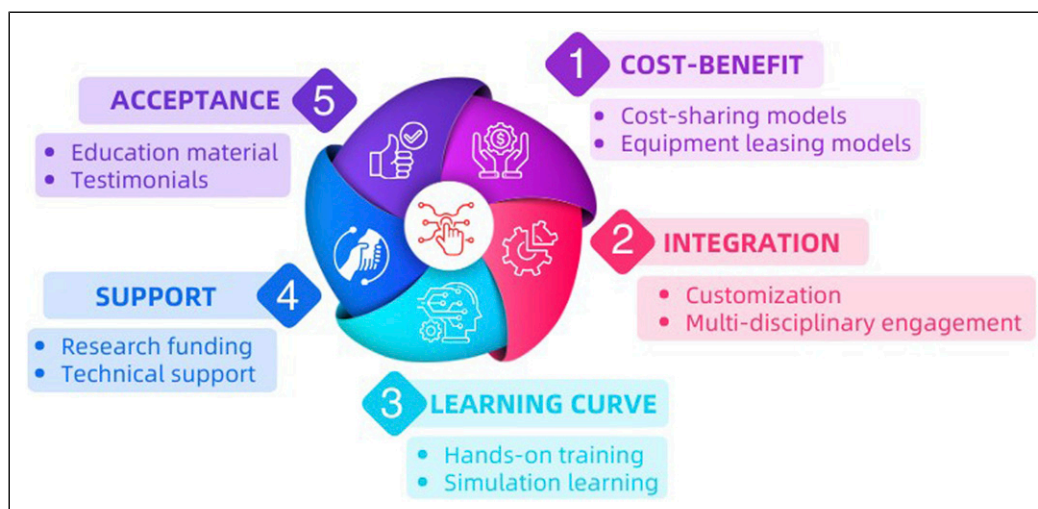 1 COST-BENEFIT
• Cost-sharing models
• Equipment leasing models
2 INTEGRATION
• Customization
• Multi-disciplinary engagement
3 LEARNING CURVE
• Hands-on training
• Simulation learning
SUPPORT 4
• Research funding
• Technical support
ACCEPTANCE 5
• Education material
• Testimonials
$